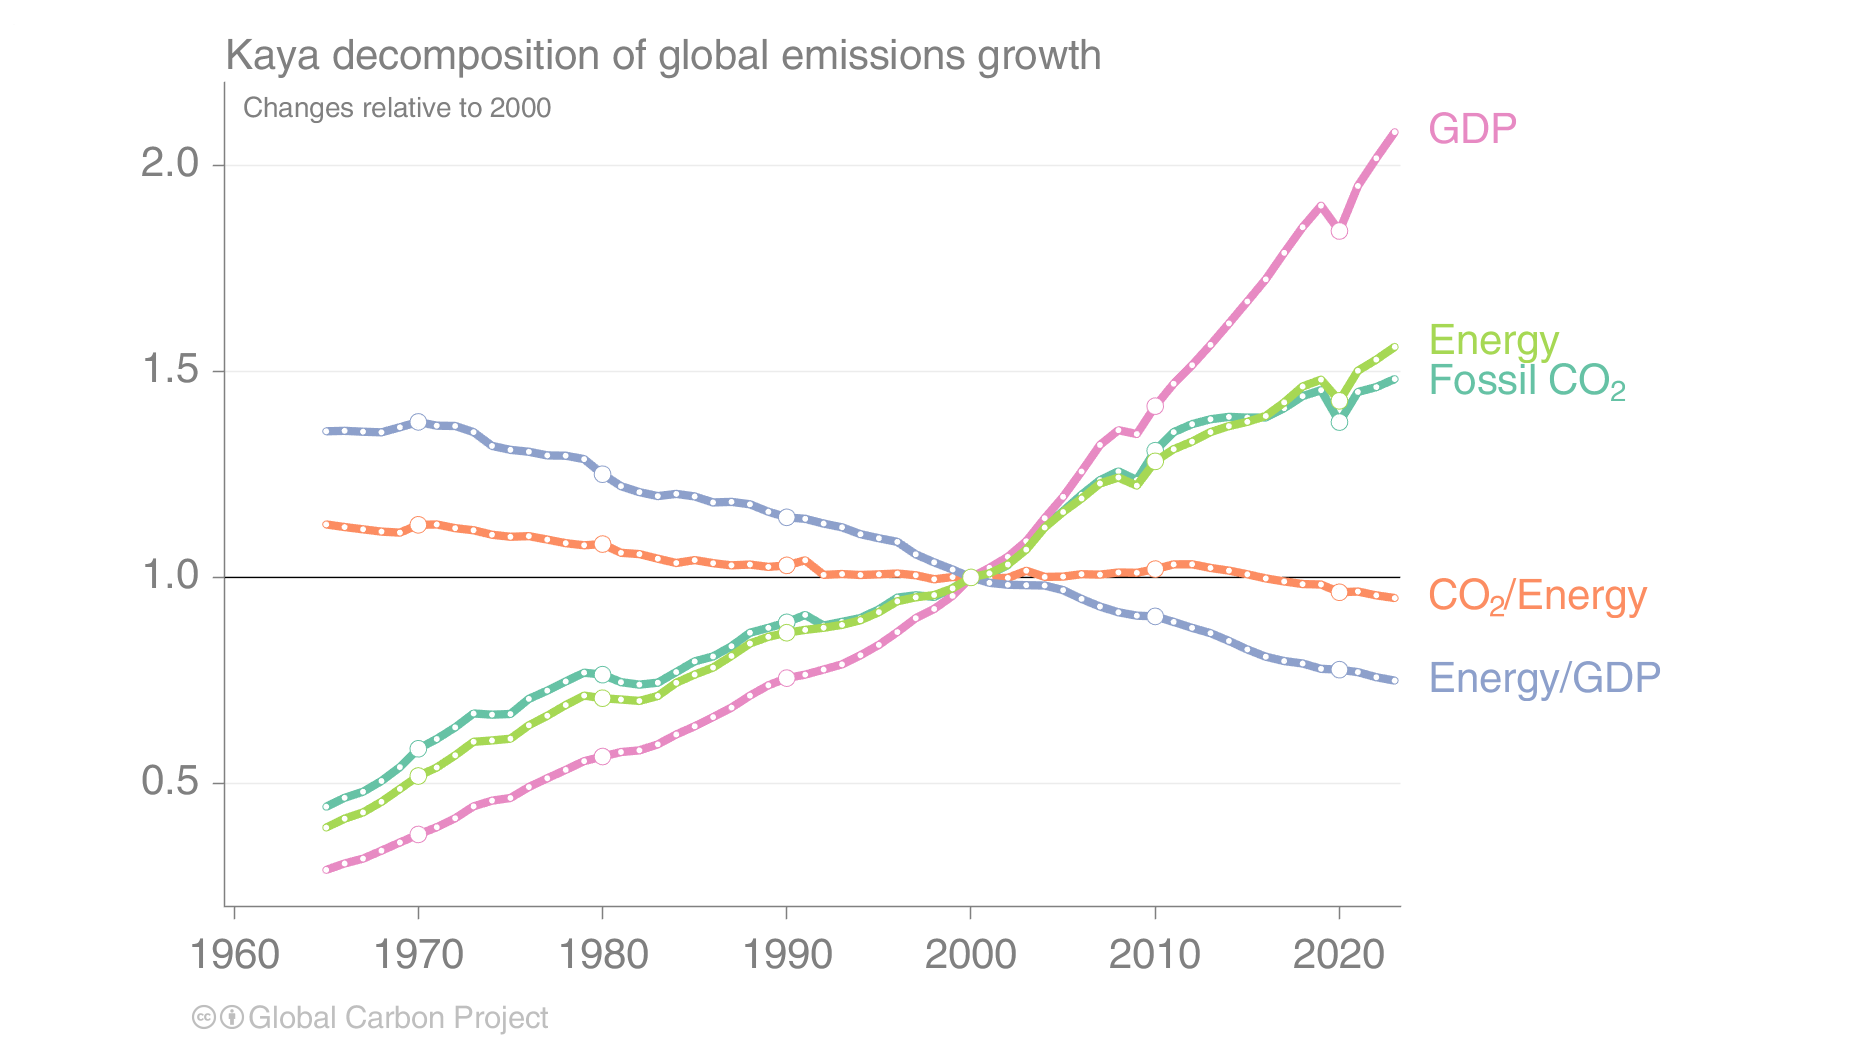 Kaya decomposition of global emissions growth
Changes relative to 2000
GDP
2.0
Energy
1.5
Fossil CO₂
1.0
CO₂/Energy
Energy/GDP
0.5
1960 1970 1980 1990 2000 2010 2020
cc Global Carbon Project